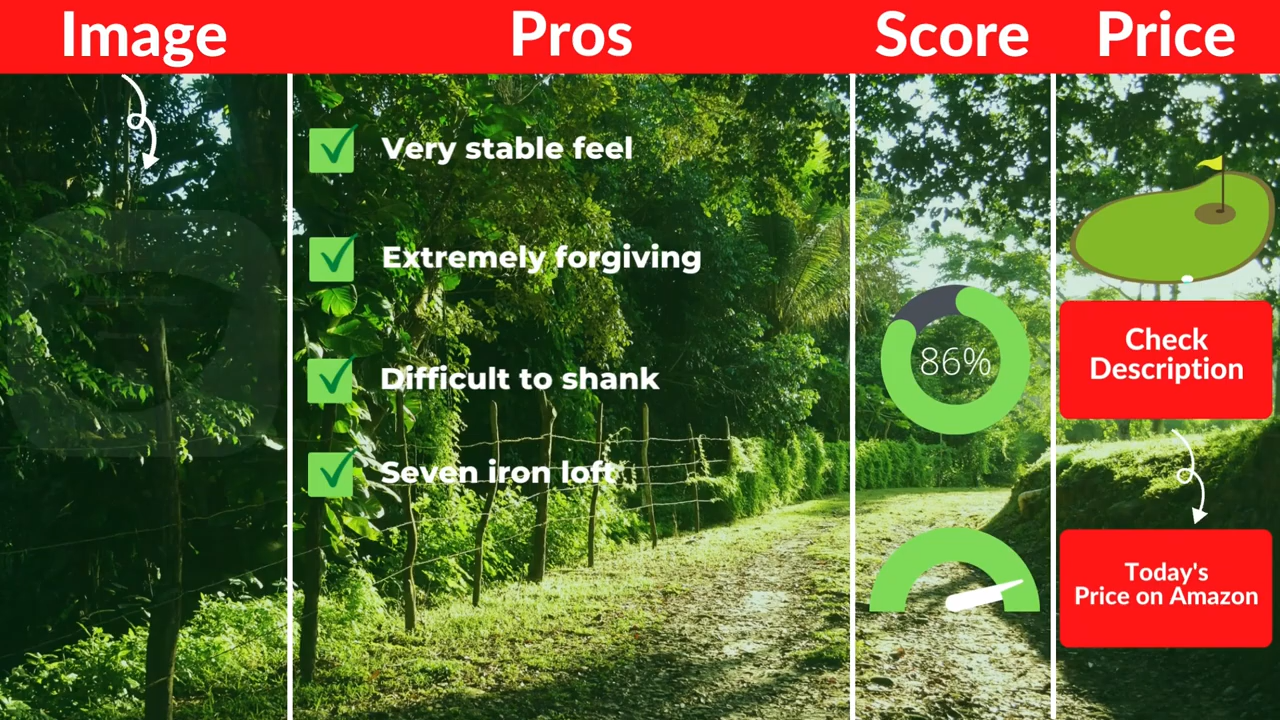 Image
Pros
Score
Price
Very stable feel
Extremely forgiving
Difficult to shank
Seven iron loft
86%
Check
Description
Today's
Price on Amazon